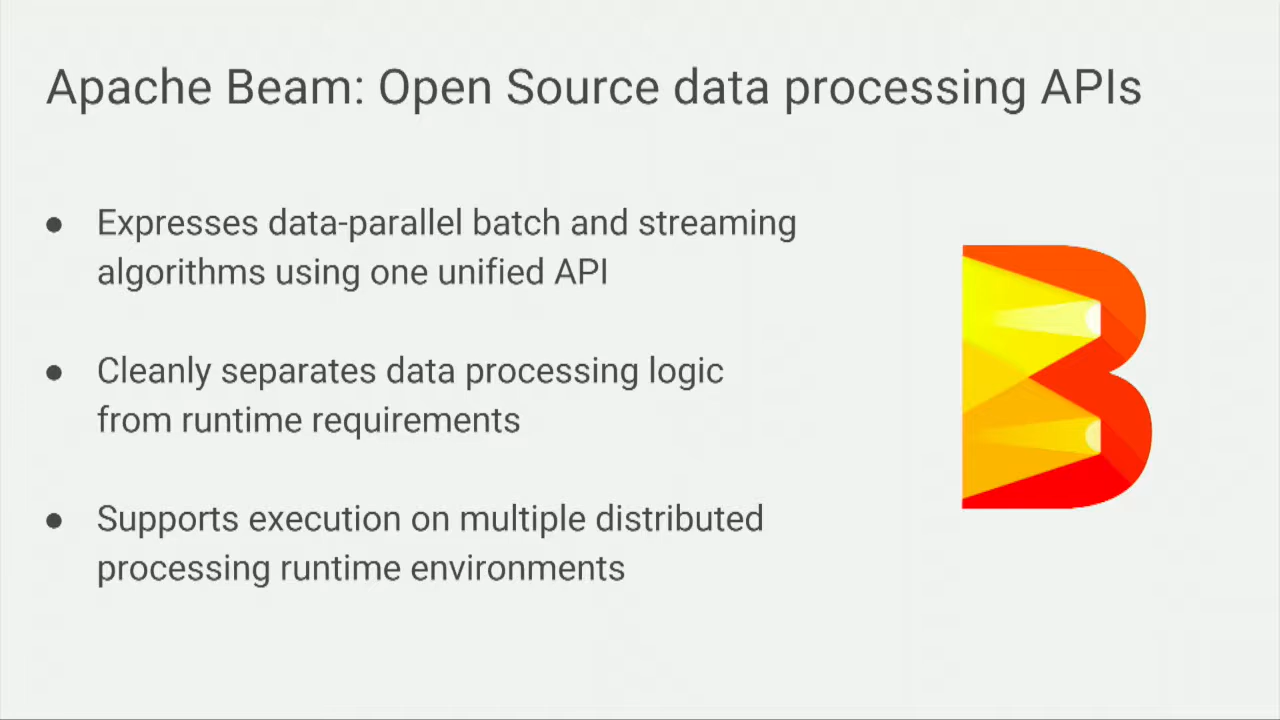 Apache Beam: Open Source data processing APIs
● Expresses data-parallel batch and streaming
algorithms using one unified API
● Cleanly separates data processing logic
from runtime requirements
● Supports execution on multiple distributed
processing runtime environments